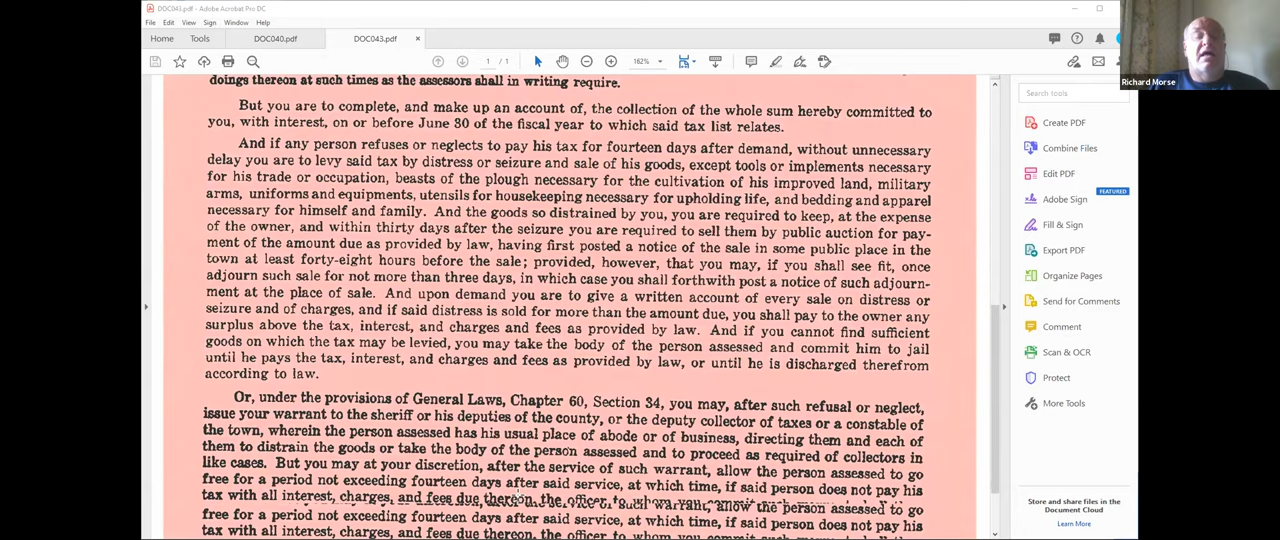 DOC043.pdf - Adobe Acrobat Pro DC
File Edit View Sign Window Help
Home Tools DOC040.pdf DOC043.pdf ×
1 / 1 162%
Richard Morse
doings thereon at such times as the assessors shall in writing require.
But you are to complete, and make up an account of, the collection of the whole sum hereby committed to
you, with interest, on or before June 30 of the fiscal year to which said tax list relates.
And if any person refuses or neglects to pay his tax for fourteen days after demand, without unnecessary
delay you are to levy said tax by distress or seizure and sale of his goods, except tools or implements necessary
for his trade or occupation, beasts of the plough necessary for the cultivation of his improved land, military
arms, uniforms and equipments, utensils for housekeeping necessary for upholding life, and bedding and apparel
necessary for himself and family. And the goods so distrained by you, you are required to keep, at the expense
of the owner, and within thirty days after the seizure you are required to sell them by public auction for pay-
ment of the amount due as provided by law, having first posted a notice of the sale in some public place in the
town at least forty-eight hours before the sale; provided, however, that you may, if you shall see fit, once
adjourn such sale for not more than three days, in which case you shall forthwith post a notice of such adjourn-
ment at the place of sale. And upon demand you are to give a written account of every sale on distress or
seizure and of charges, and if said distress is sold for more than the amount due, you shall pay to the owner any
surplus above the tax, interest, and charges and fees as provided by law. And if you cannot find sufficient
goods on which the tax may be levied, you may take the body of the person assessed and commit him to jail
until he pays the tax, interest, and charges and fees as provided by law, or until he is discharged therefrom
according to law.
Or, under the provisions of General Laws, Chapter 60, Section 34, you may, after such refusal or neglect,
issue your warrant to the sheriff or his deputies of the county, or the deputy collector of taxes or a constable of
the town, wherein the person assessed has his usual place of abode or of business, directing them and each of
them to distrain the goods or take the body of the person assessed and to proceed as required of collectors in
like cases. But you may at your discretion, after the service of such warrant, allow the person assessed to go
free for a period not exceeding fourteen days after said service, at which time, if said person does not pay his
tax with all interest, charges, and fees due thereon, the officer to whom you of such warrant, allow the person assessed to go
free for a period not exceeding fourteen days after said service, at which time, if said person does not pay his
tax with all interest, charges, and fees due thereon, the officer to whom you
Search tools
Create PDF
Combine Files
Edit PDF
FEATURED
Adobe Sign
Fill & Sign
Export PDF
Organize Pages
Send for Comments
Comment
Scan & OCR
Protect
More Tools
Store and share files in the
Document Cloud
Learn More